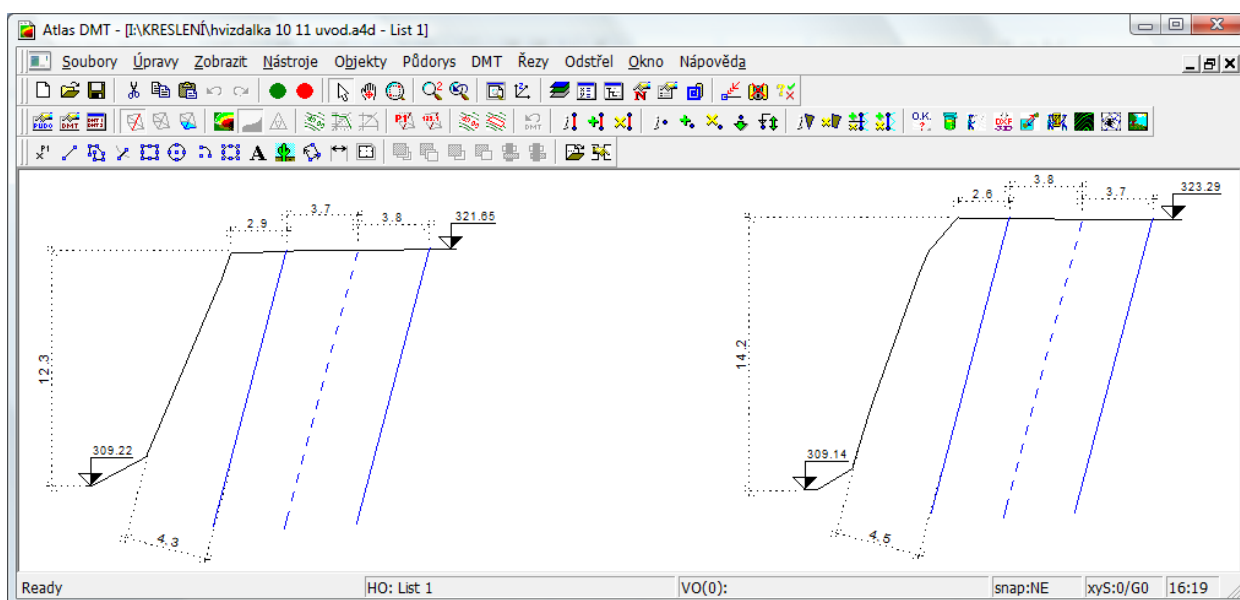 Atlas DMT - [I:\KRESLENÍ\hvizdalka 10 11 uvod.a4d - List 1]
Soubory Úpravy Zobrazit Nástroje Objekty Půdorys DMT Řezy Odstřel Okno Nápověda
2.9 3.7 3.8 321.65
12.3
309.22
4.3
2.6 3.8 3.7 323.29
14.2
309.14
4.5
Ready HO: List 1 VO(0): snap:NE xyS:0/G0 16:19